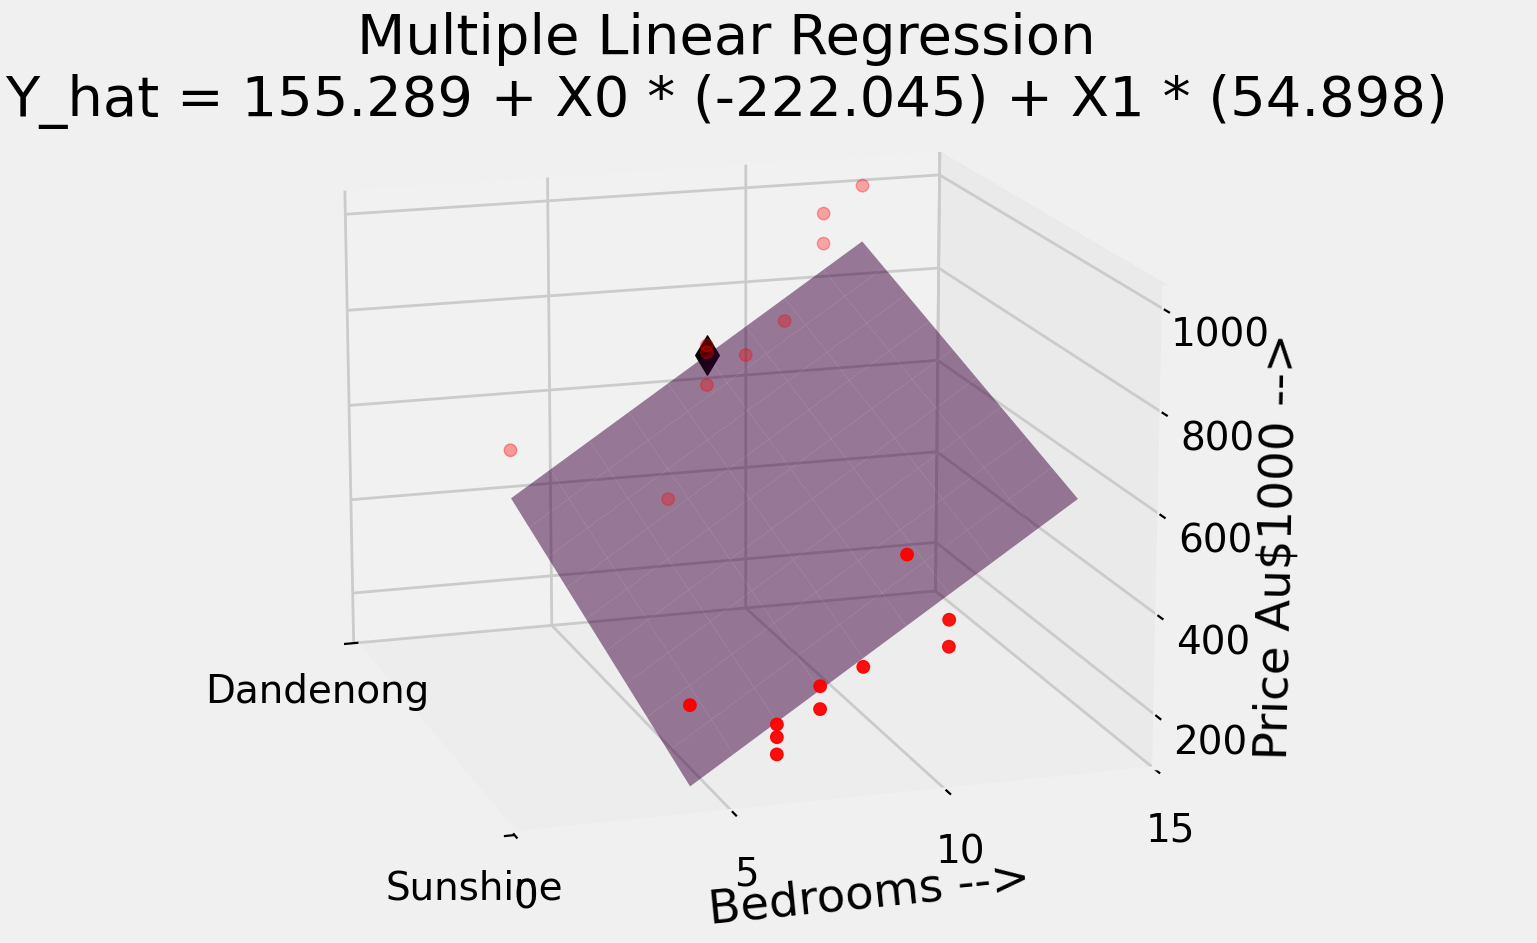 Multiple Linear Regression
Y_hat = 155.289 + X0 * (-222.045) + X1 * (54.898)
1000
800
600
400
200
Price Au$1000 -->
Dandenong
Sunshine
0
5
10
15
Bedrooms -->